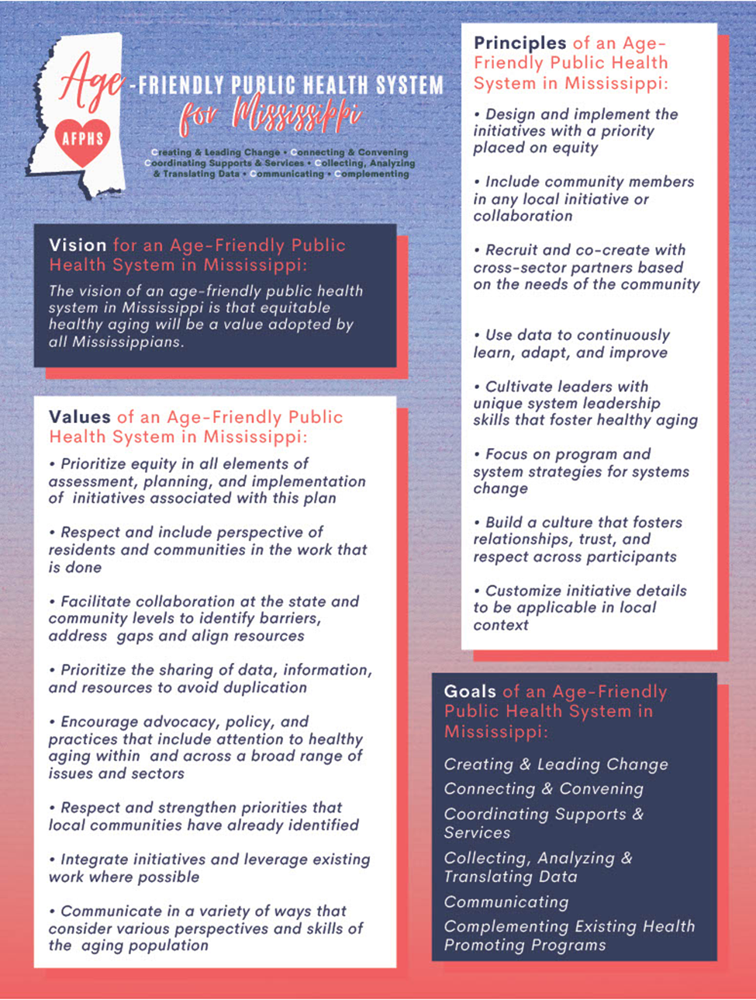 Age-FRIENDLY PUBLIC HEALTH SYSTEM
for Mississippi
AFPHS
Creating & Leading Change • Connecting & Convening
Coordinating Supports & Services • Collecting, Analyzing
& Translating Data • Communicating • Complementing
Vision for an Age-Friendly Public
Health System in Mississippi:
The vision of an age-friendly public health
system in Mississippi is that equitable
healthy aging will be a value adopted by
all Mississippians.
Values of an Age-Friendly Public
Health System in Mississippi:
• Prioritize equity in all elements of
assessment, planning, and implementation
of initiatives associated with this plan
• Respect and include perspective of
residents and communities in the work that
is done
• Facilitate collaboration at the state and
community levels to identify barriers,
address gaps and align resources
• Prioritize the sharing of data, information,
and resources to avoid duplication
• Encourage advocacy, policy, and
practices that include attention to healthy
aging within and across a broad range of
issues and sectors
• Respect and strengthen priorities that
local communities have already identified
• Integrate initiatives and leverage existing
work where possible
• Communicate in a variety of ways that
consider various perspectives and skills of
the aging population
Principles of an Age-
Friendly Public Health
System in Mississippi:
• Design and implement the
initiatives with a priority
placed on equity
• Include community members
in any local initiative or
collaboration
• Recruit and co-create with
cross-sector partners based
on the needs of the community
• Use data to continuously
learn, adapt, and improve
• Cultivate leaders with
unique system leadership
skills that foster healthy aging
• Focus on program and
system strategies for systems
change
• Build a culture that fosters
relationships, trust, and
respect across participants
• Customize initiative details
to be applicable in local
context
Goals of an Age-Friendly
Public Health System in
Mississippi:
Creating & Leading Change
Connecting & Convening
Coordinating Supports &
Services
Collecting, Analyzing &
Translating Data
Communicating
Complementing Existing Health
Promoting Programs